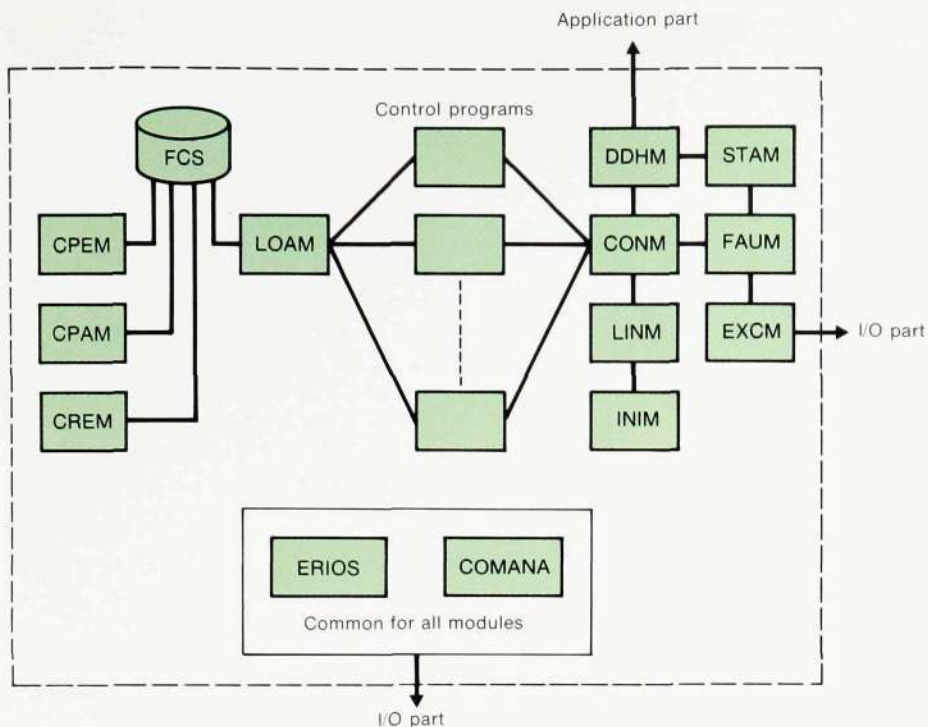 Application part
Control programs
FCS
DDHM
STAM
CPEM
LOAM
CONM
FAUM
CPAM
LINM
EXCM
I/O part
CREM
INIM
ERIOS
COMANA
Common for all modules
I/O part